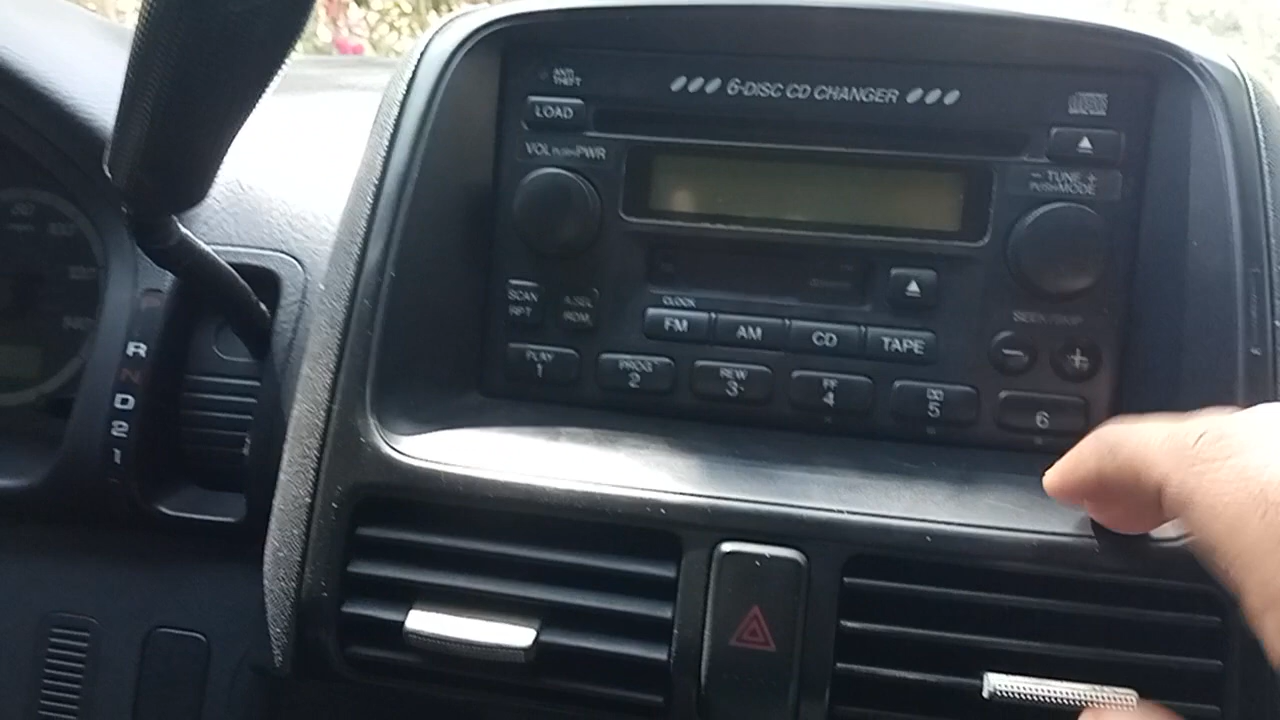 ANTI
THEFT
6-DISC CD CHANGER
LOAD
VOL PUSH PWR
- TUNE +
PUSH MODE
SCAN
RPT
A.SEL
RDM
CLOCK
FM
AM
CD
TAPE
SEEK/SKIP
- +
PLAY
1
PROG
2
REW
3
FF
4
5
6
R
N
D
2
1